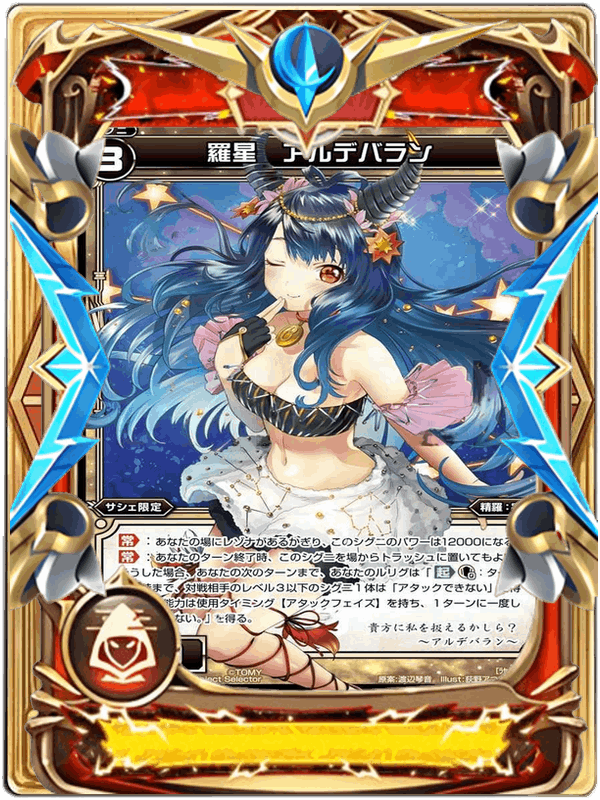 3
羅星 アルデバラン
サシェ限定
精羅:
常:あなたの場にレゾナがあるかぎり、このシグニのパワーは12000になる
常:あなたのターン終了時、このシグニを場からトラッシュに置いてもよ
うした場合、あなたの次のターンまで、あなたのルリグは「起 :タ
まで、対戦相手のレベル3以下のシグニ1体は「アタックできない」
能力は使用タイミング【アタックフェイズ】を持ち、1ターンに一度し
ない。」を得る。
貴方に私を捉えるかしら?
~アルデバラン~
©TOMY
ject Selector
原案:渡辺琴音, Illust: